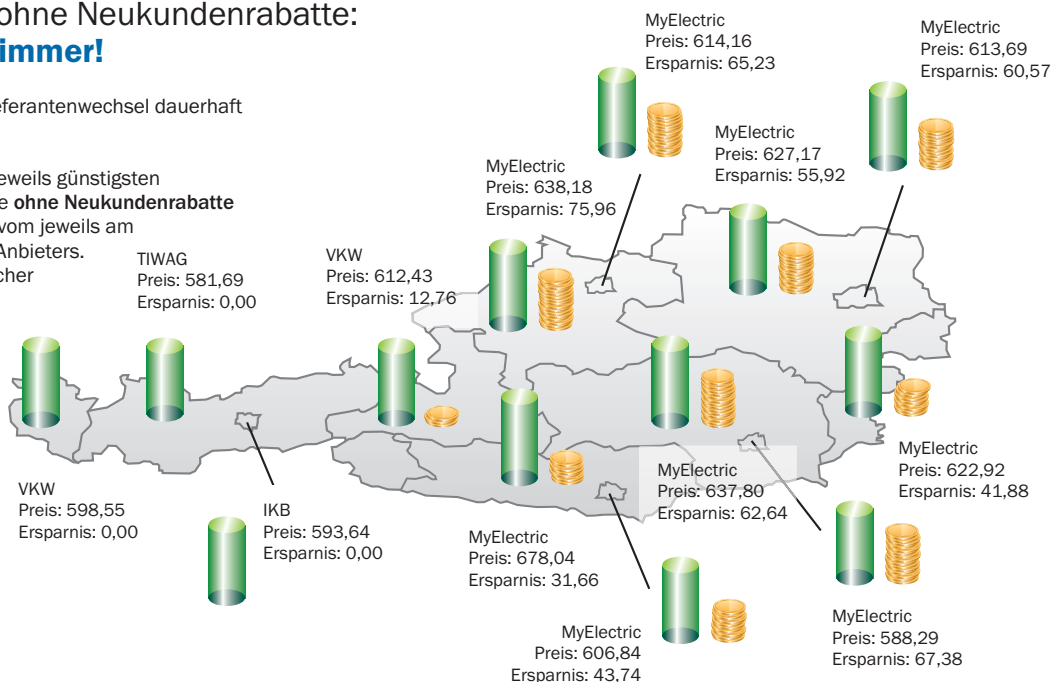 ohne Neukundenrabatte:
immer!
eferantenwechsel dauerhaft
eweils günstigsten
e ohne Neukundenrabatte
vom jeweils am
Anbieters.
cher
MyElectric
Preis: 614,16
Ersparnis: 65,23
MyElectric
Preis: 613,69
Ersparnis: 60,57
MyElectric
Preis: 627,17
Ersparnis: 55,92
MyElectric
Preis: 638,18
Ersparnis: 75,96
TIWAG
Preis: 581,69
Ersparnis: 0,00
VKW
Preis: 612,43
Ersparnis: 12,76
VKW
Preis: 598,55
Ersparnis: 0,00
IKB
Preis: 593,64
Ersparnis: 0,00
MyElectric
Preis: 678,04
Ersparnis: 31,66
MyElectric
Preis: 637,80
Ersparnis: 62,64
MyElectric
Preis: 622,92
Ersparnis: 41,88
MyElectric
Preis: 606,84
Ersparnis: 43,74
MyElectric
Preis: 588,29
Ersparnis: 67,38